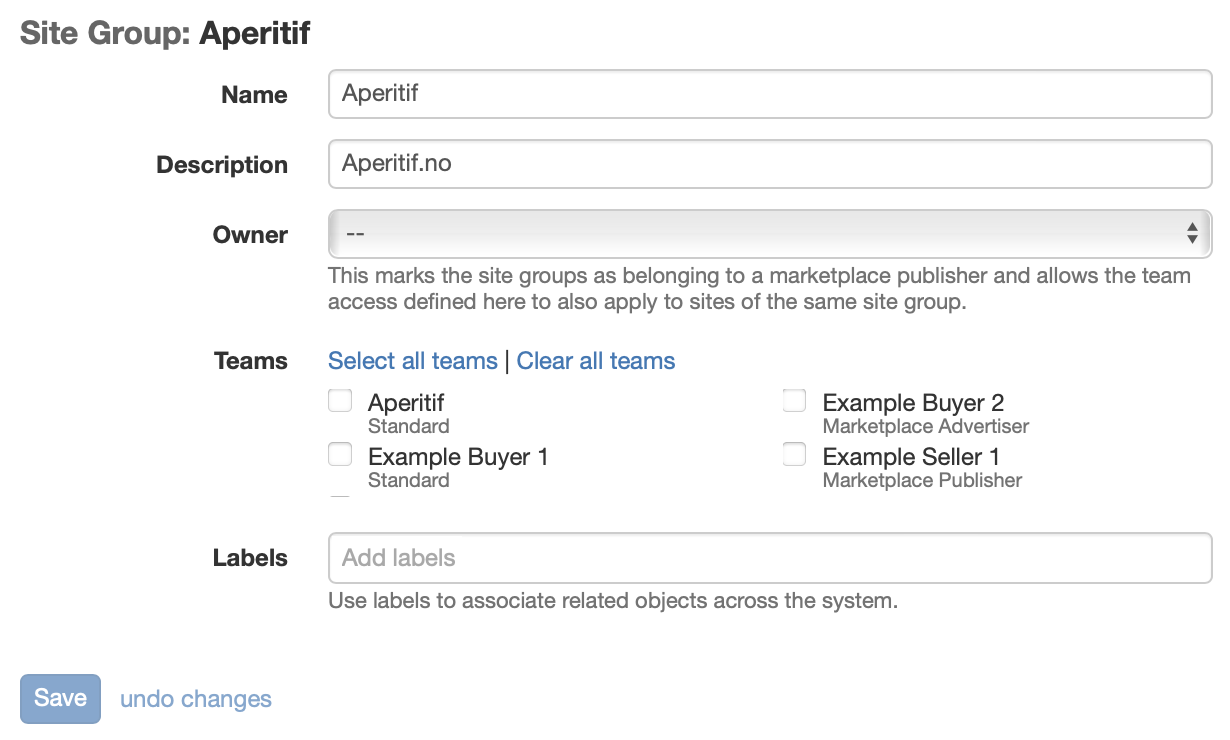 Site Group: Aperitif
Name
Aperitif
Description
Aperitif.no
Owner
--
This marks the site groups as belonging to a marketplace publisher and allows the team
access defined here to also apply to sites of the same site group.
Teams
Select all teams | Clear all teams
Aperitif
Standard
Example Buyer 2
Marketplace Advertiser
Example Buyer 1
Standard
Example Seller 1
Marketplace Publisher
Labels
Add labels
Use labels to associate related objects across the system.
Save
undo changes